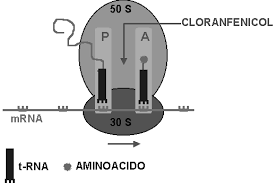 50 S
CLORANFENICOL
P A
mRNA
30 S
t-RNA AMINOACIDO